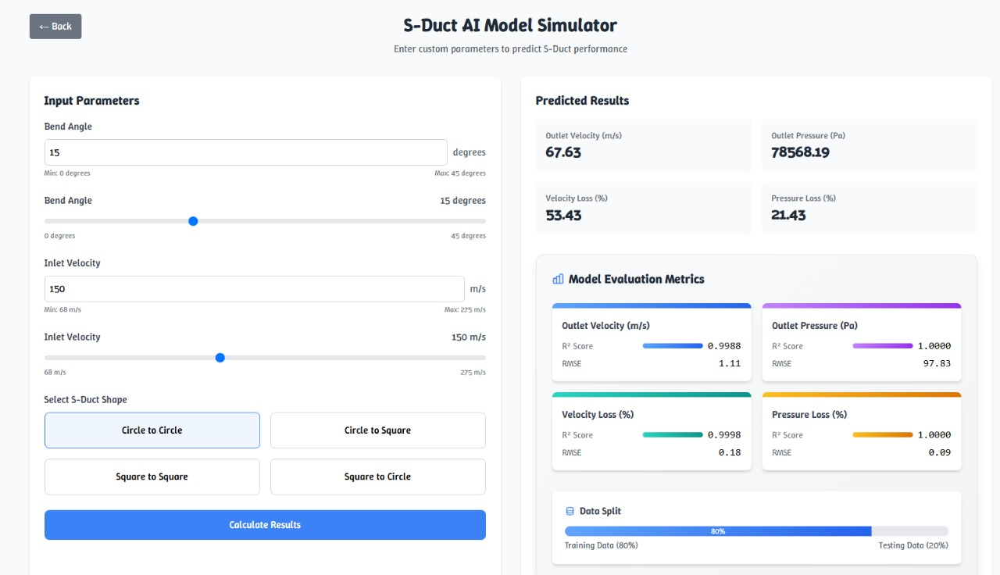 ← Back
S-Duct AI Model Simulator
Enter custom parameters to predict S-Duct performance
Input Parameters
Bend Angle
15 degrees
Min: 0 degrees Max: 45 degrees
Bend Angle 15 degrees
0 degrees 45 degrees
Inlet Velocity
150 m/s
Min: 68 m/s Max: 275 m/s
Inlet Velocity 150 m/s
68 m/s 275 m/s
Select S-Duct Shape
Circle to Circle Circle to Square
Square to Square Square to Circle
Calculate Results
Predicted Results
Outlet Velocity (m/s) Outlet Pressure (Pa)
67.63 78568.19
Velocity Loss (%) Pressure Loss (%)
53.43 21.43
Model Evaluation Metrics
Outlet Velocity (m/s)
R² Score 0.9988
RMSE 1.11
Outlet Pressure (Pa)
R² Score 1.0000
RMSE 97.83
Velocity Loss (%)
R² Score 0.9998
RMSE 0.18
Pressure Loss (%)
R² Score 1.0000
RMSE 0.09
Data Split
80%
Training Data (80%) Testing Data (20%)